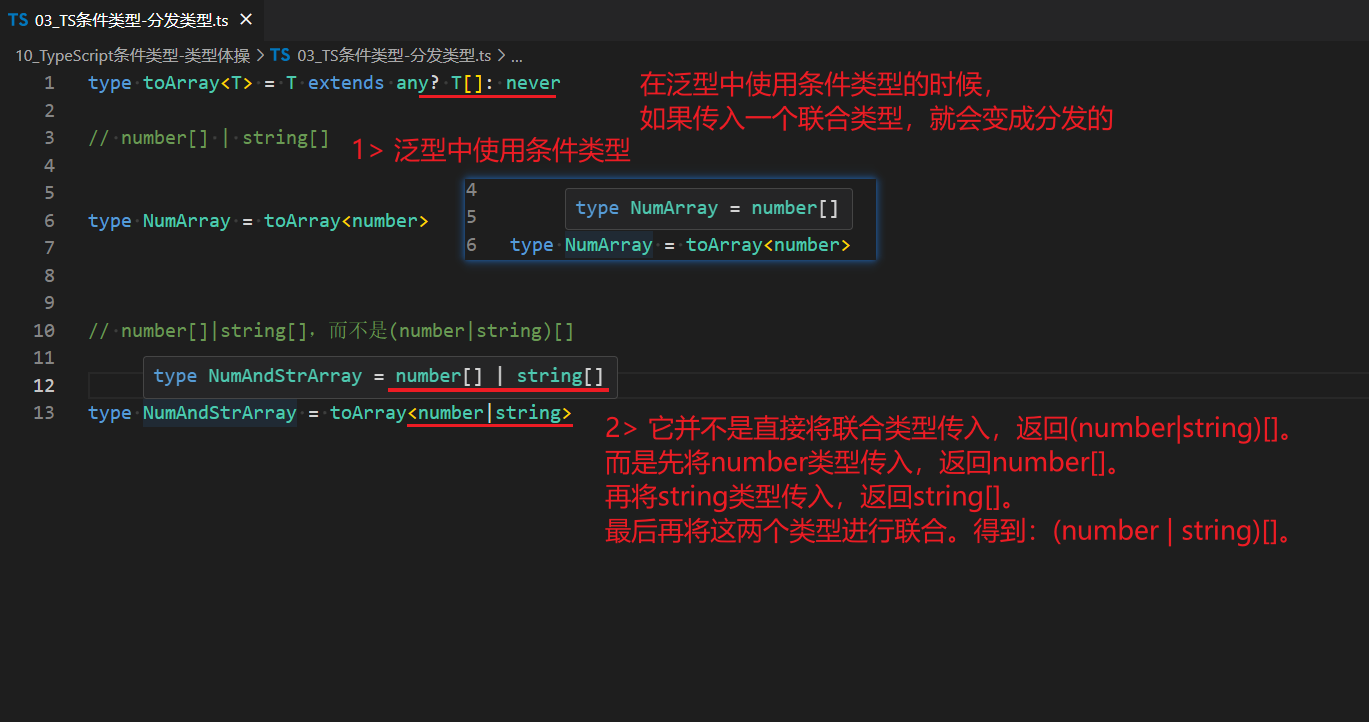 TS 03_TS条件类型-分发类型.ts ×
10_TypeScript条件类型-类型体操 > TS 03_TS条件类型-分发类型.ts > ...
1 type toArray<T> = T extends any? T[]: never
在泛型中使用条件类型的时候，
如果传入一个联合类型，就会变成分发的
2
3 // number[] | string[]
1> 泛型中使用条件类型
4
5
6 type NumArray = toArray<number>
4
5 type NumArray = number[]
6 type NumArray = toArray<number>
7
8
9
10 // number[]|string[]，而不是(number|string)[]
11
type NumAndStrArray = number[] | string[]
12
13 type NumAndStrArray = toArray<number|string>
2> 它并不是直接将联合类型传入，返回(number|string)[]。
而是先将number类型传入，返回number[]。
再将string类型传入，返回string[]。
最后再将这两个类型进行联合。得到：(number | string)[]。